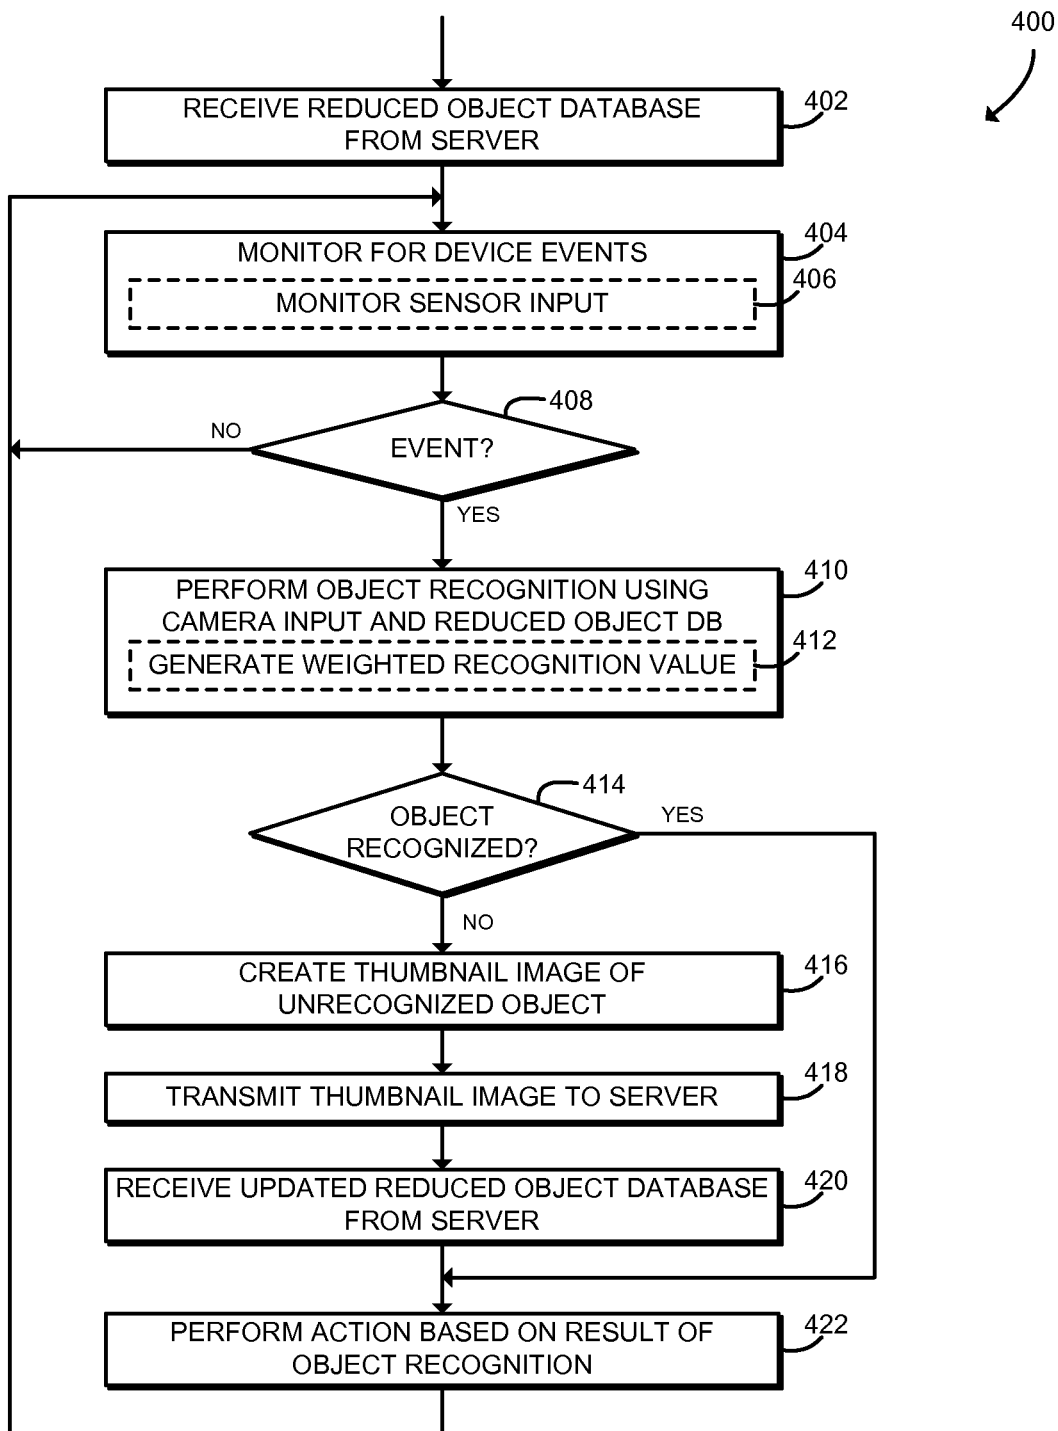 400
RECEIVE REDUCED OBJECT DATABASE
FROM SERVER
402
MONITOR FOR DEVICE EVENTS
404
MONITOR SENSOR INPUT
406
408
NO
EVENT?
YES
PERFORM OBJECT RECOGNITION USING
CAMERA INPUT AND REDUCED OBJECT DB
410
GENERATE WEIGHTED RECOGNITION VALUE
412
414
OBJECT
RECOGNIZED?
YES
NO
CREATE THUMBNAIL IMAGE OF
UNRECOGNIZED OBJECT
416
TRANSMIT THUMBNAIL IMAGE TO SERVER
418
RECEIVE UPDATED REDUCED OBJECT DATABASE
FROM SERVER
420
PERFORM ACTION BASED ON RESULT OF
OBJECT RECOGNITION
422